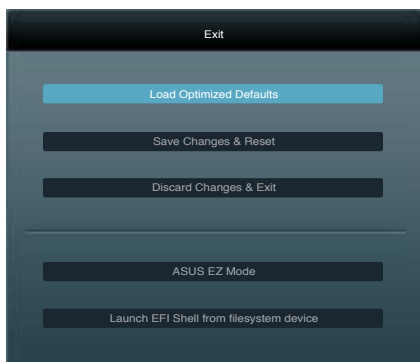 Exit
Load Optimized Defaults
Save Changes & Reset
Discard Changes & Exit
ASUS EZ Mode
Launch EFI Shell from filesystem device